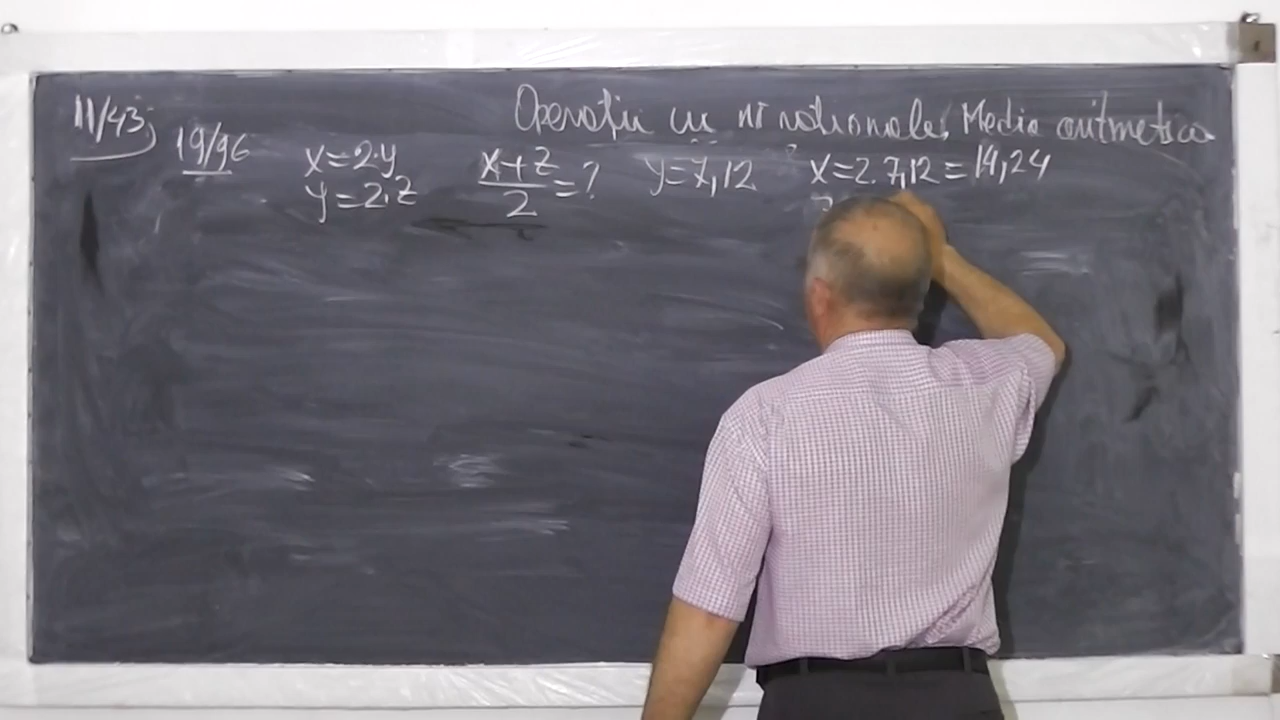 11/43;
Operații cu nr raționale, Media aritmetica
19/96
x=2·y
y=2·z
x+z
2
=?
y=7,12
x=2.7,12=14,24